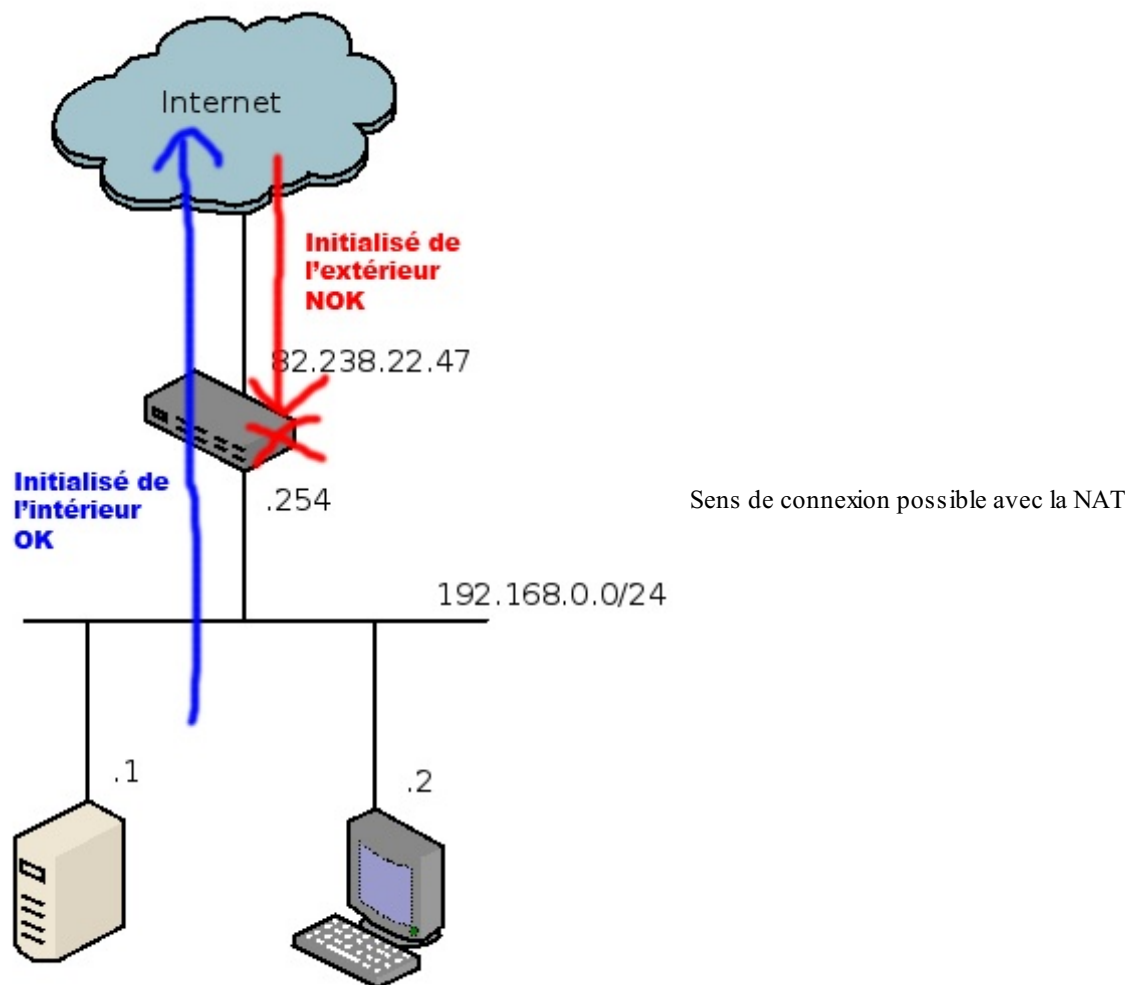 Internet
Initialisé de
l'extérieur
NOK
82.238.22.47
Initialisé de
l'intérieur
OK
.254
Sens de connexion possible avec la NAT
192.168.0.0/24
.1
.2